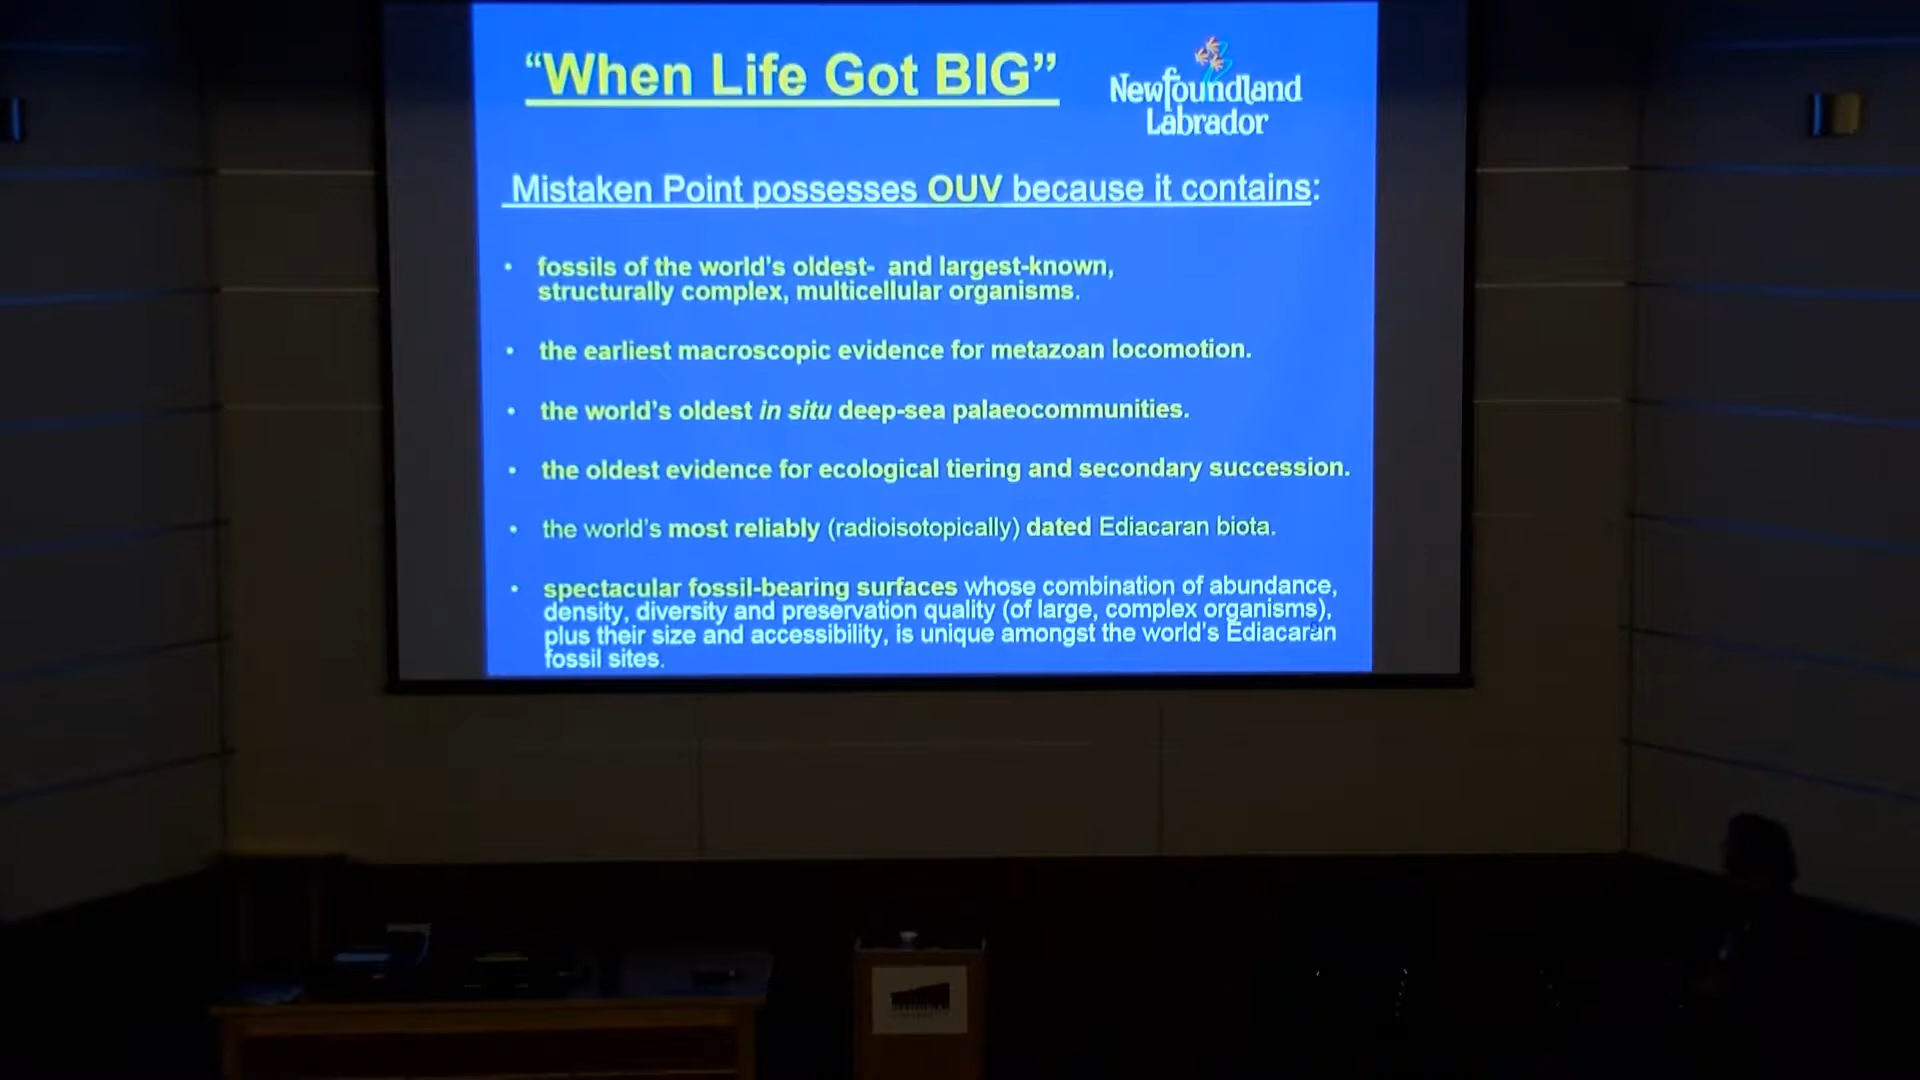 “When Life Got BIG”
Newfoundland
Labrador
Mistaken Point possesses OUV because it contains:
• fossils of the world's oldest- and largest-known,
structurally complex, multicellular organisms.
• the earliest macroscopic evidence for metazoan locomotion.
• the world's oldest in situ deep-sea palaeocommunities.
• the oldest evidence for ecological tiering and secondary succession.
• the world's most reliably (radioisotopically) dated Ediacaran biota.
• spectacular fossil-bearing surfaces whose combination of abundance,
density, diversity and preservation quality (of large, complex organisms),
plus their size and accessibility, is unique amongst the world's Ediacaran
fossil sites.